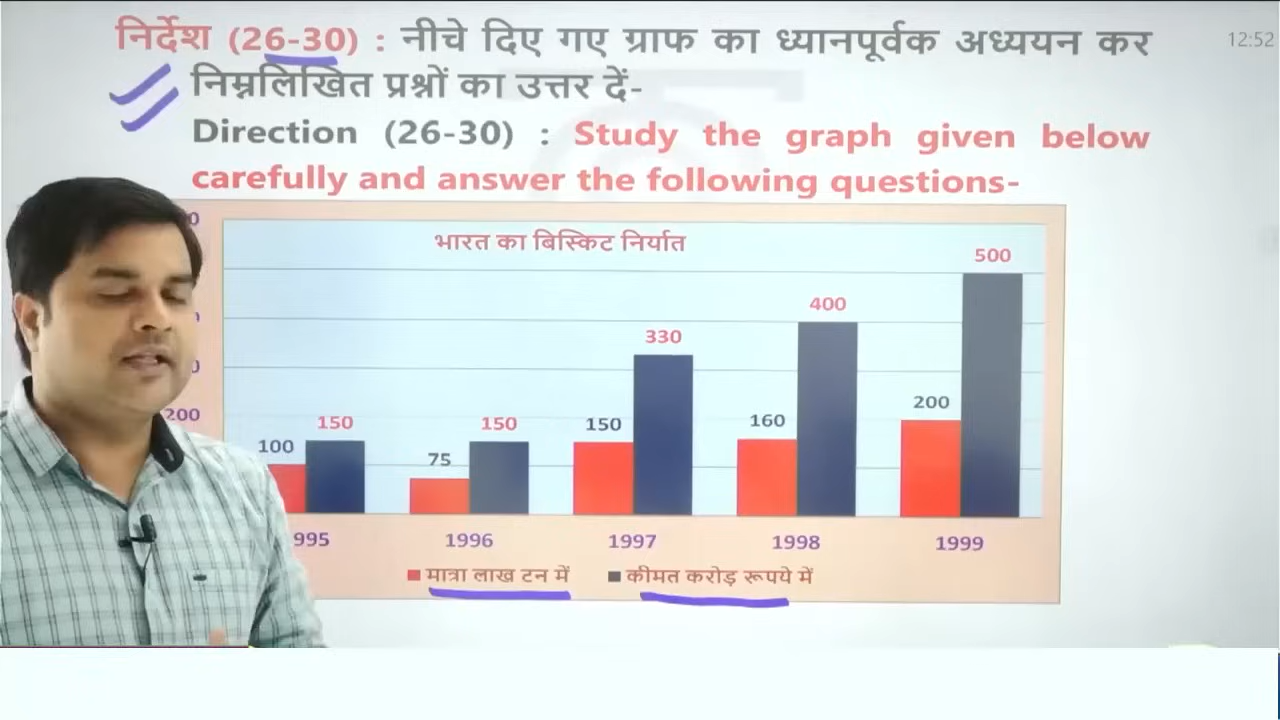 निर्देश (26-30) : नीचे दिए गए ग्राफ का ध्यानपूर्वक अध्ययन कर
12:52
निम्नलिखित प्रश्नों का उत्तर दें-
Direction (26-30) : Study the graph given below
carefully and answer the following questions-
भारत का बिस्किट निर्यात
500
400
330
200
150
150
150
160
200
100
75
995
1996
1997
1998
1999
मात्रा लाख टन में
कीमत करोड़ रूपये में